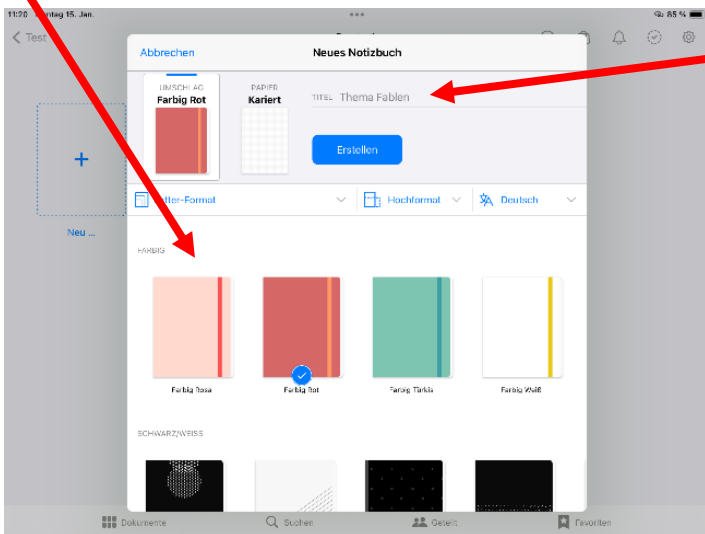 11:20 Montag 15. Jan.
85 %
Test
Abbrechen
Neues Notizbuch
UMSCHLAG
Farbig Rot
PAPIER
Kariert
TITEL Thema Fablen
Erstellen
Hochformat
Deutsch
Neu ...
FARBIG
Farbig Rosa
Farbig Rot
Farbig Türkis
Farbig Weiß
SCHWARZ/WEISS
Dokumente
Suchen
Geteilt
Favoriten